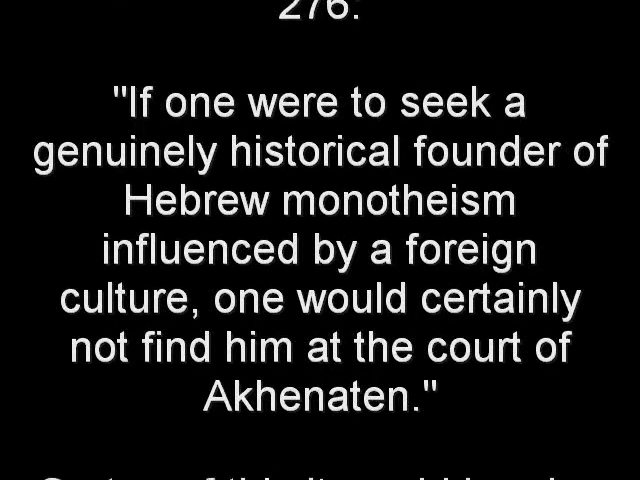 276:
"If one were to seek a
genuinely historical founder of
Hebrew monotheism
influenced by a foreign
culture, one would certainly
not find him at the court of
Akhenaten."